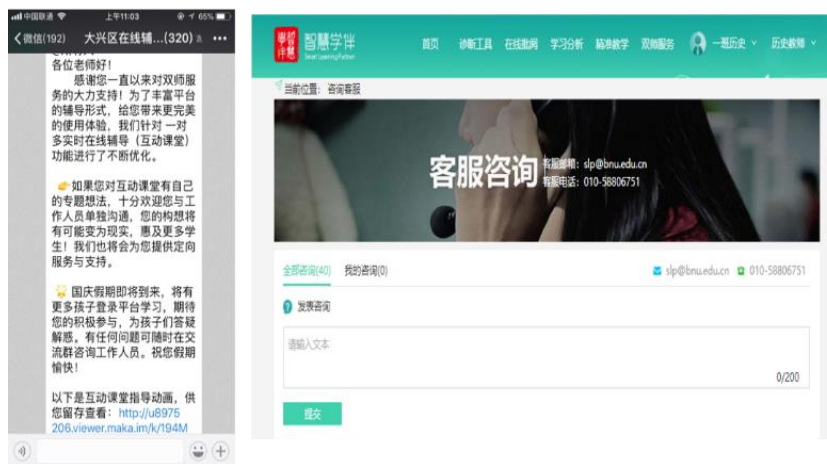 中国联通
上午11:03
65%
微信(192)
大兴区在线辅...(320)
各位老师好！
感谢您一直以来对双师服
务的大力支持！为了丰富平台
的辅导形式，给您带来更完美
的使用体验，我们针对 一对
多实时在线辅导（互动课堂）
功能进行了不断优化。
如果您对互动课堂有自己
的专题想法，十分欢迎您与工
作人员单独沟通，您的构想将
有可能变为现实，惠及更多学
生！我们也将会为您提供定向
服务与支持。
国庆假期即将到来，将有
更多孩子登录平台学习，期待
您的积极参与，为孩子们答疑
解惑。有任何问题可随时在交
流群咨询工作人员。祝您假期
愉快！
以下是互动课堂指导动画，供
您留存查看：http://u8975
206.viewer.maka.im/k/194M
智慧学伴
智慧學伴
Smart Learning Partner
首页 诊断工具 在线批阅 学习分析 精准教学 双师服务 一班历史 历史教师
当前位置： 咨询客服
客服咨询
客服邮箱：slp@bnu.edu.cn
客服电话：010-58806751
全部咨询(40) 我的咨询(0) slp@bnu.edu.cn 010-58806751
发表咨询
请输入文本
0/200
提交